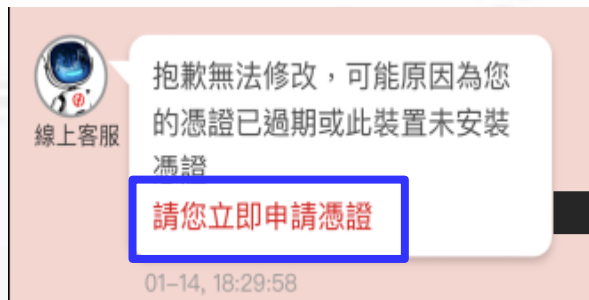 抱歉無法修改，可能原因為您
的憑證已過期或此裝置未安裝
憑證
請您立即申請憑證
線上客服
01-14, 18:29:58